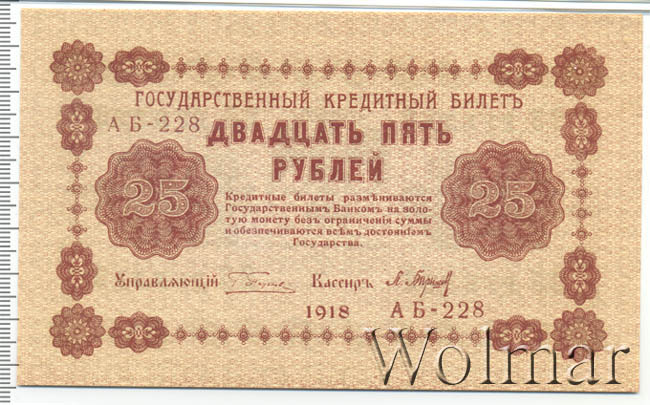 ГОСУДАРСТВЕННЫЙ КРЕДИТНЫЙ БИЛЕТЪ
АБ-228
ДВАДЦАТЬ ПЯТЬ
РУБЛЕЙ
25
25
Кредитные билеты размѣниваются
Государственнымъ Банкомъ на золо-
тую монету безъ ограниченія суммы
и обезпечиваются всѣмъ достояніемъ
Государства.
Управляющій
Кассиръ
1918 АБ-228
Wolmar